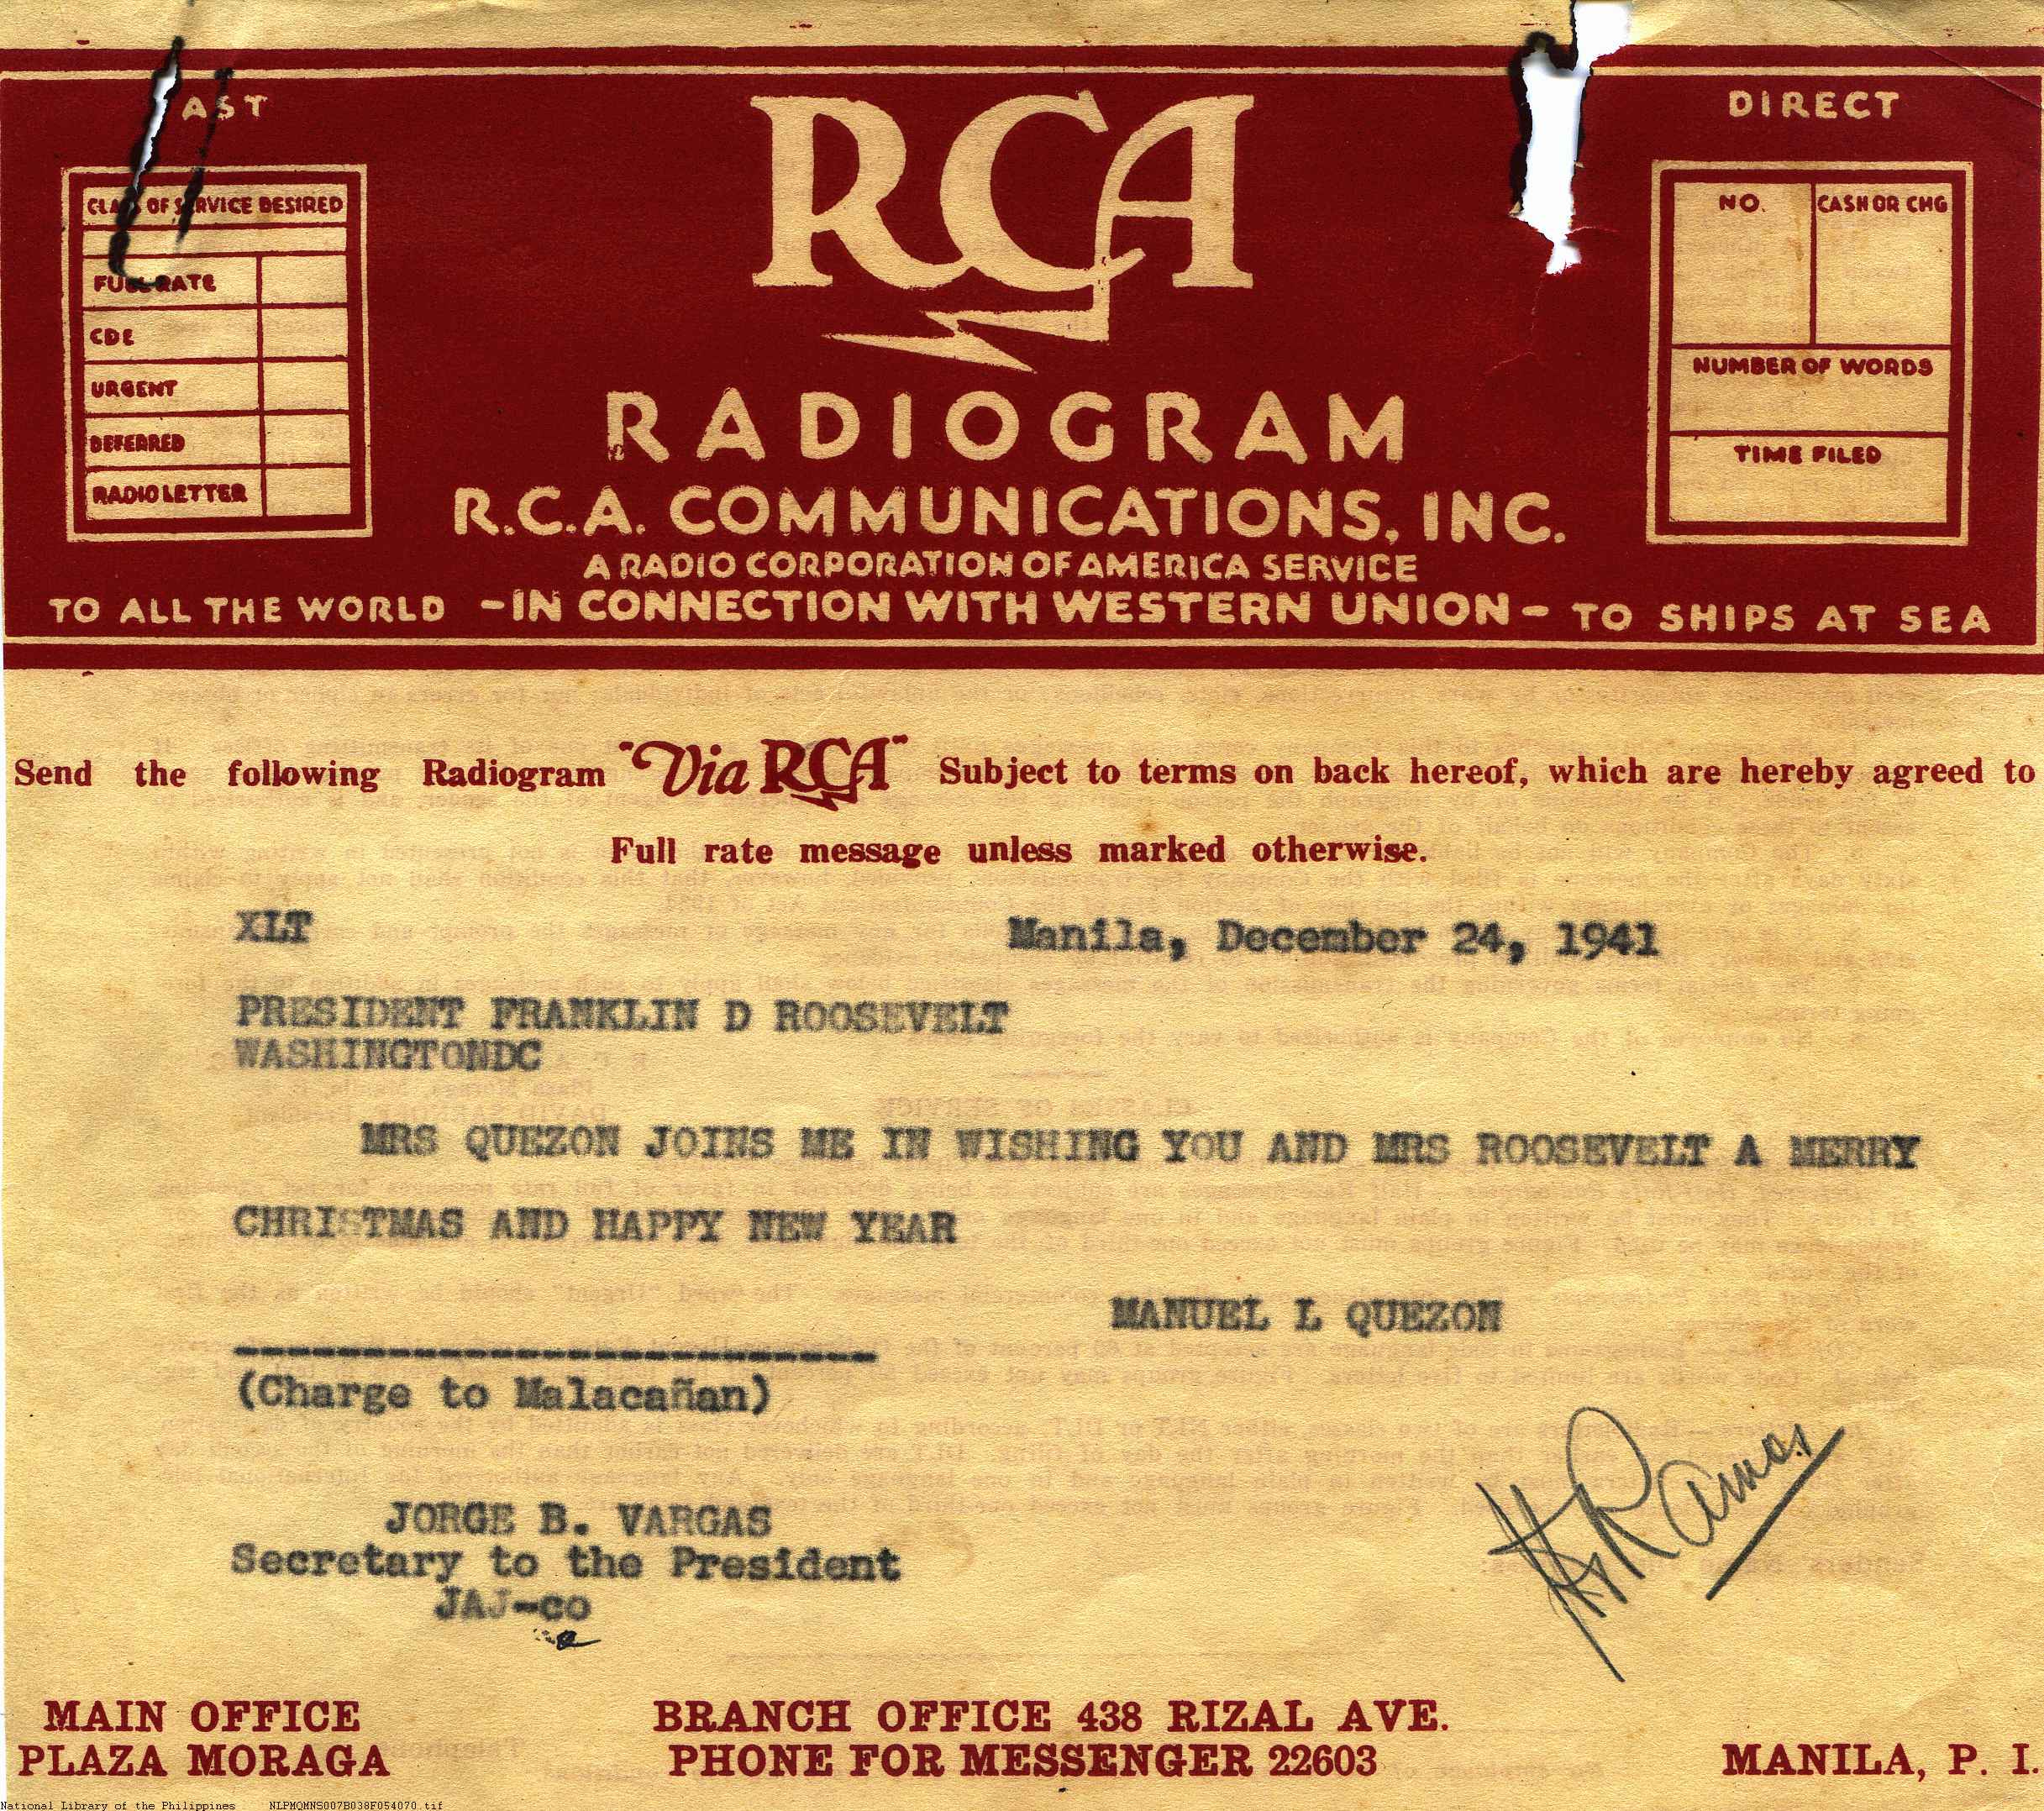 AST
DIRECT
RCA
CLASS OF SERVICE DESIRED
FULL RATE
CDE
URGENT
DEFERRED
RADIO LETTER
NO.
CASH OR CHG
NUMBER OF WORDS
TIME FILED
RADIOGRAM
R.C.A. COMMUNICATIONS, INC.
A RADIO CORPORATION OF AMERICA SERVICE
TO ALL THE WORLD -IN CONNECTION WITH WESTERN UNION- TO SHIPS AT SEA
Send the following Radiogram "Via RCA" Subject to terms on back hereof, which are hereby agreed to
Full rate message unless marked otherwise.
XLT Manila, December 24, 1941
PRESIDENT FRANKLIN D ROOSEVELT
WASHINGTONDC
MRS QUEZON JOINS ME IN WISHING YOU AND MRS ROOSEVELT A MERRY
CHRISTMAS AND HAPPY NEW YEAR
MANUEL L QUEZON
(Charge to Malacañan)
JORGE B. VARGAS
Secretary to the President
JAJ-co
Ramos
MAIN OFFICE
PLAZA MORAGA
BRANCH OFFICE 438 RIZAL AVE.
PHONE FOR MESSENGER 22603
MANILA, P. I.
National Library of the Philippines NLPMQMNS007B038F054070.tif